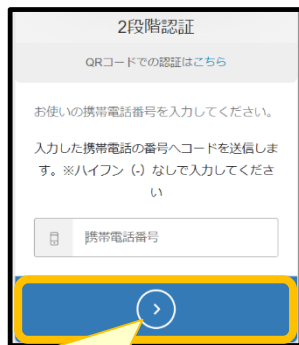 2段階認証
QRコードでの認証はこちら
お使いの携帯電話番号を入力してください。
入力した携帯電話の番号へコードを送信しま
す。※ハイフン（-）なしで入力してくださ
い
携帯電話番号